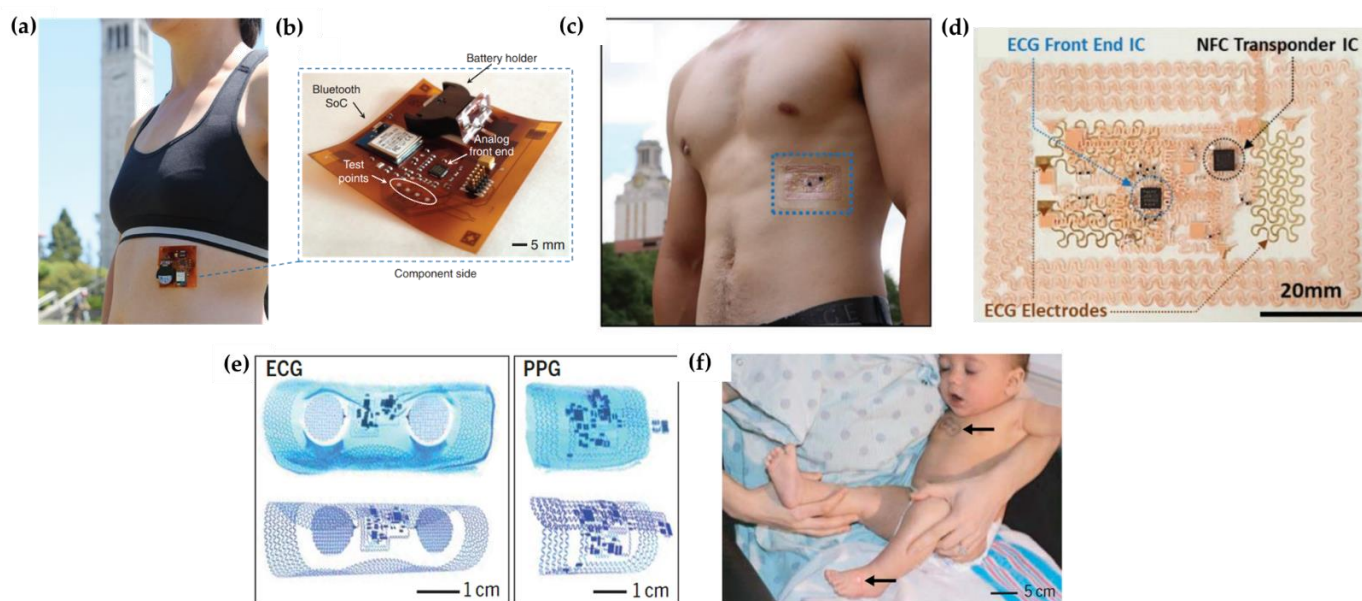 (a)
(b)
Battery holder
Bluetooth
SoC
Analog
front end
Test
points
5 mm
Component side
(c)
(d)
ECG Front End IC
NFC Transponder IC
ECG Electrodes
20mm
(e)
ECG
PPG
1 cm
1 cm
(f)
5 cm